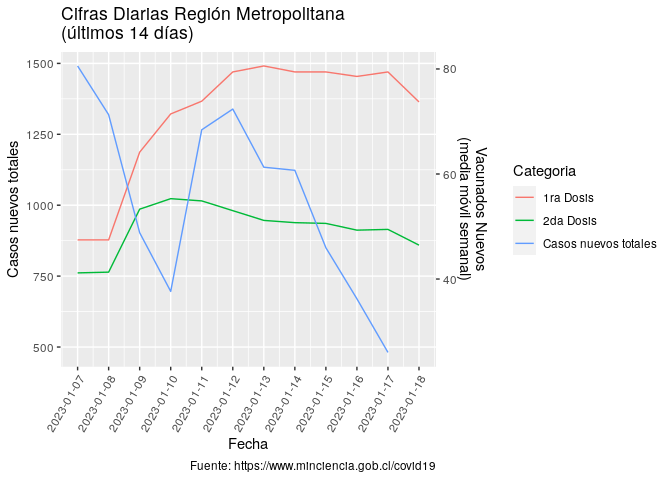 Cifras Diarias Región Metropolitana
(últimos 14 días)
1500
1250
1000
750
500
Casos nuevos totales
80
60
40
Vacunados Nuevos
(media móvil semanal)
2023-01-07
2023-01-08
2023-01-09
2023-01-10
2023-01-11
2023-01-12
2023-01-13
2023-01-14
2023-01-15
2023-01-16
2023-01-17
2023-01-18
Fecha
Categoria
1ra Dosis
2da Dosis
Casos nuevos totales
Fuente: https://www.minciencia.gob.cl/covid19